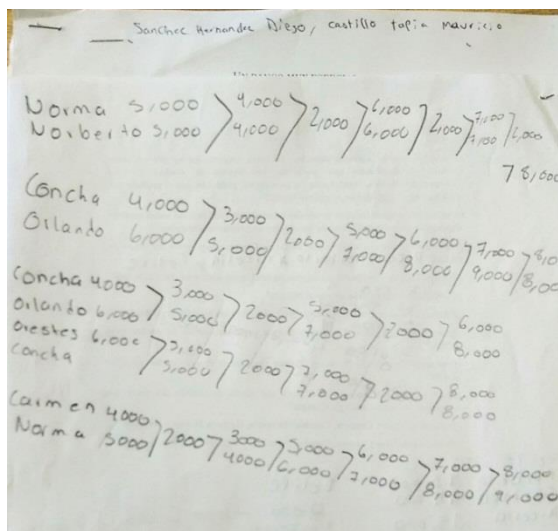 Sanchez Hernandez Diego, castillo tapia mauricio
Norma 5,000 > 4,000 > 2,000 > 6,000 > 2,000 > 7,100 > 2,000
Norberto 5,000 4,000 6,000 7,100
7 8,000
Concha 4,000 > 3,000 > 2000 > 5,000 > 6,000 > 7,000 > 8,0
Orlando 6,000 5,000 7,000 8,000 9,000 8,0
Concha 4000 > 3,000 > 2000 > 5,000 > 2000 > 6,000
Orlando 6,000 5,000 7,000 8,000
Orestes 6,000 > 5,000 > 2000 > 7,000 > 2000 > 8,000
Concha 5,000 7,000 8,000
Carmen 4000 > 2000 > 3000 > 5,000 > 6,000 > 7,000 > 8,000
Norma 5000 4000 6,000 7,000 8,000 9,000